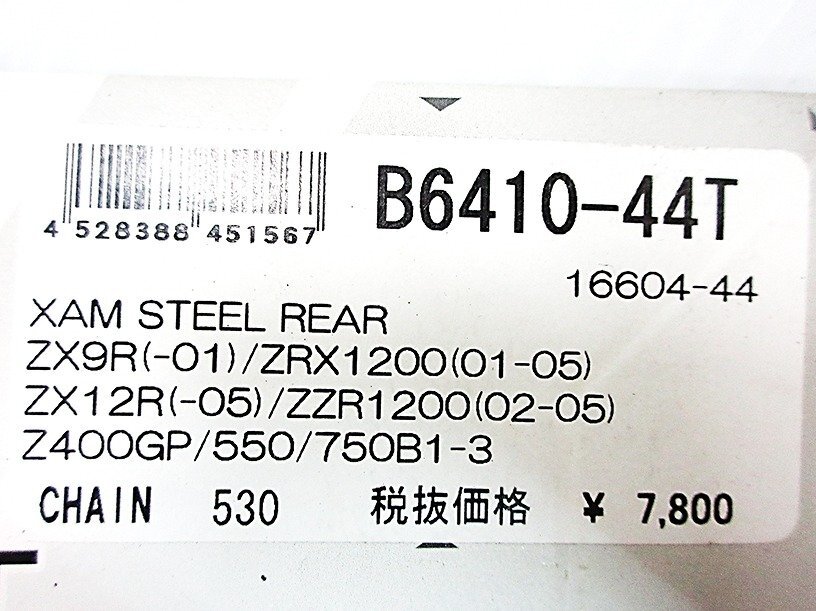 B6410-44T
4 528388 451567
16604-44
XAM STEEL REAR
ZX9R(-01)/ZRX1200(01-05)
ZX12R(-05)/ZZR1200(02-05)
Z400GP/550/750B1-3
CHAIN 530 税抜価格 ¥ 7,800